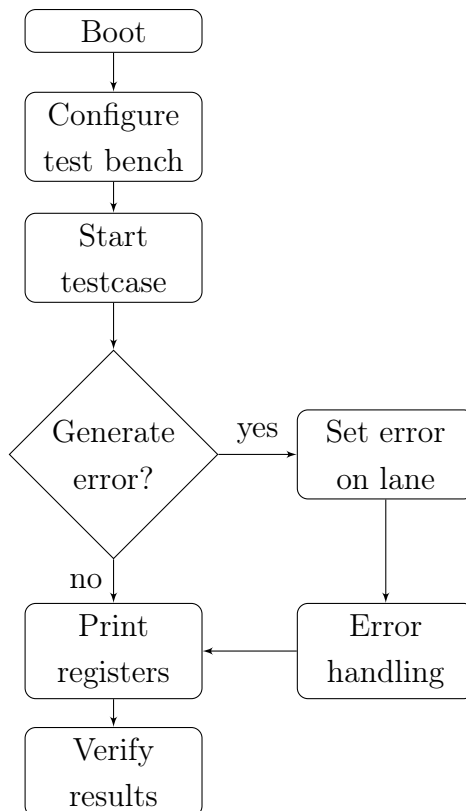 Boot
Configure
test bench
Start
testcase
Generate
error?
yes
Set error
on lane
no
Print
registers
Error
handling
Verify
results